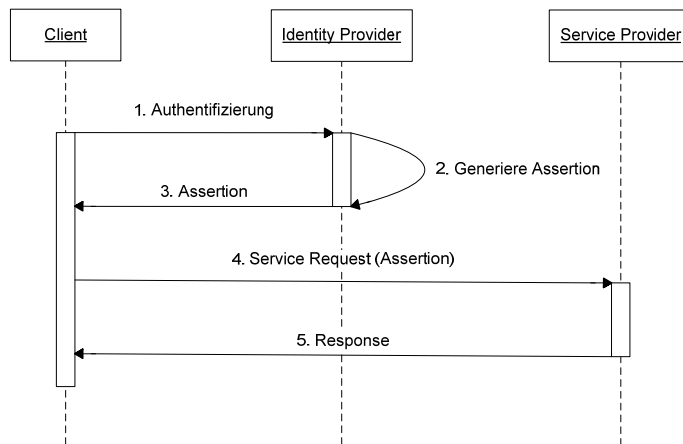 Client
Identity Provider
Service Provider
1. Authentifizierung
2. Generiere Assertion
3. Assertion
4. Service Request (Assertion)
5. Response